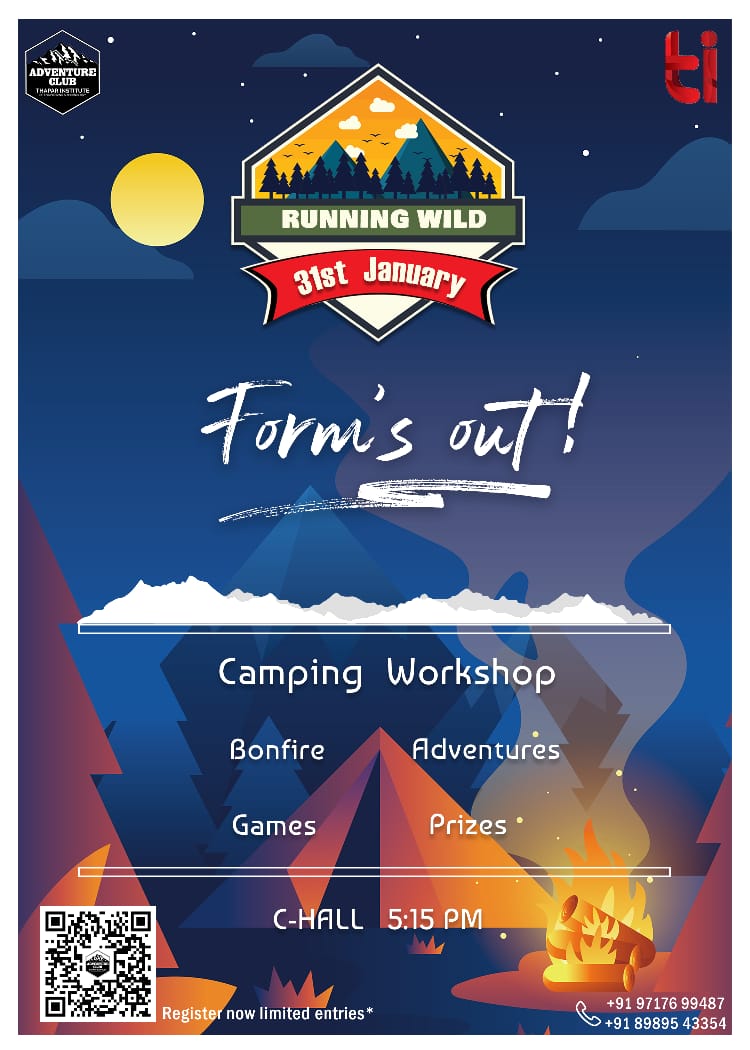 ADVENTURE
CLUB
THAPAR INSTITUTE
ti
RUNNING WILD
31st January
Form's out!
Camping Workshop
Bonfire Adventures
Games Prizes
C-HALL 5:15 PM
Register now limited entries*
+91 97176 99487
+91 89895 43354